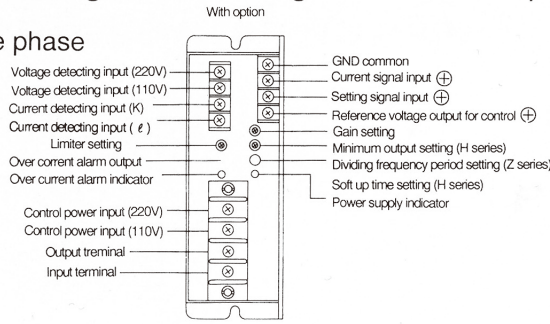 With option
e phase
Voltage detecting input (220V)
Voltage detecting input (110V)
Current detecting input (K)
Current detecting input ( ℓ )
Limiter setting
Over corrent alarm output
Over current alarm indicator
Control power input (220V)
Control power input (110V)
Output treminal
Input terminal
GND common
Current signal input ⊕
Setting signal input ⊕
Reference voltage output for control ⊕
Gain setting
Minimum output setting (H series)
Dividing frequency period setting (Z series)
Soft up time setting (H series)
Power supply indicator